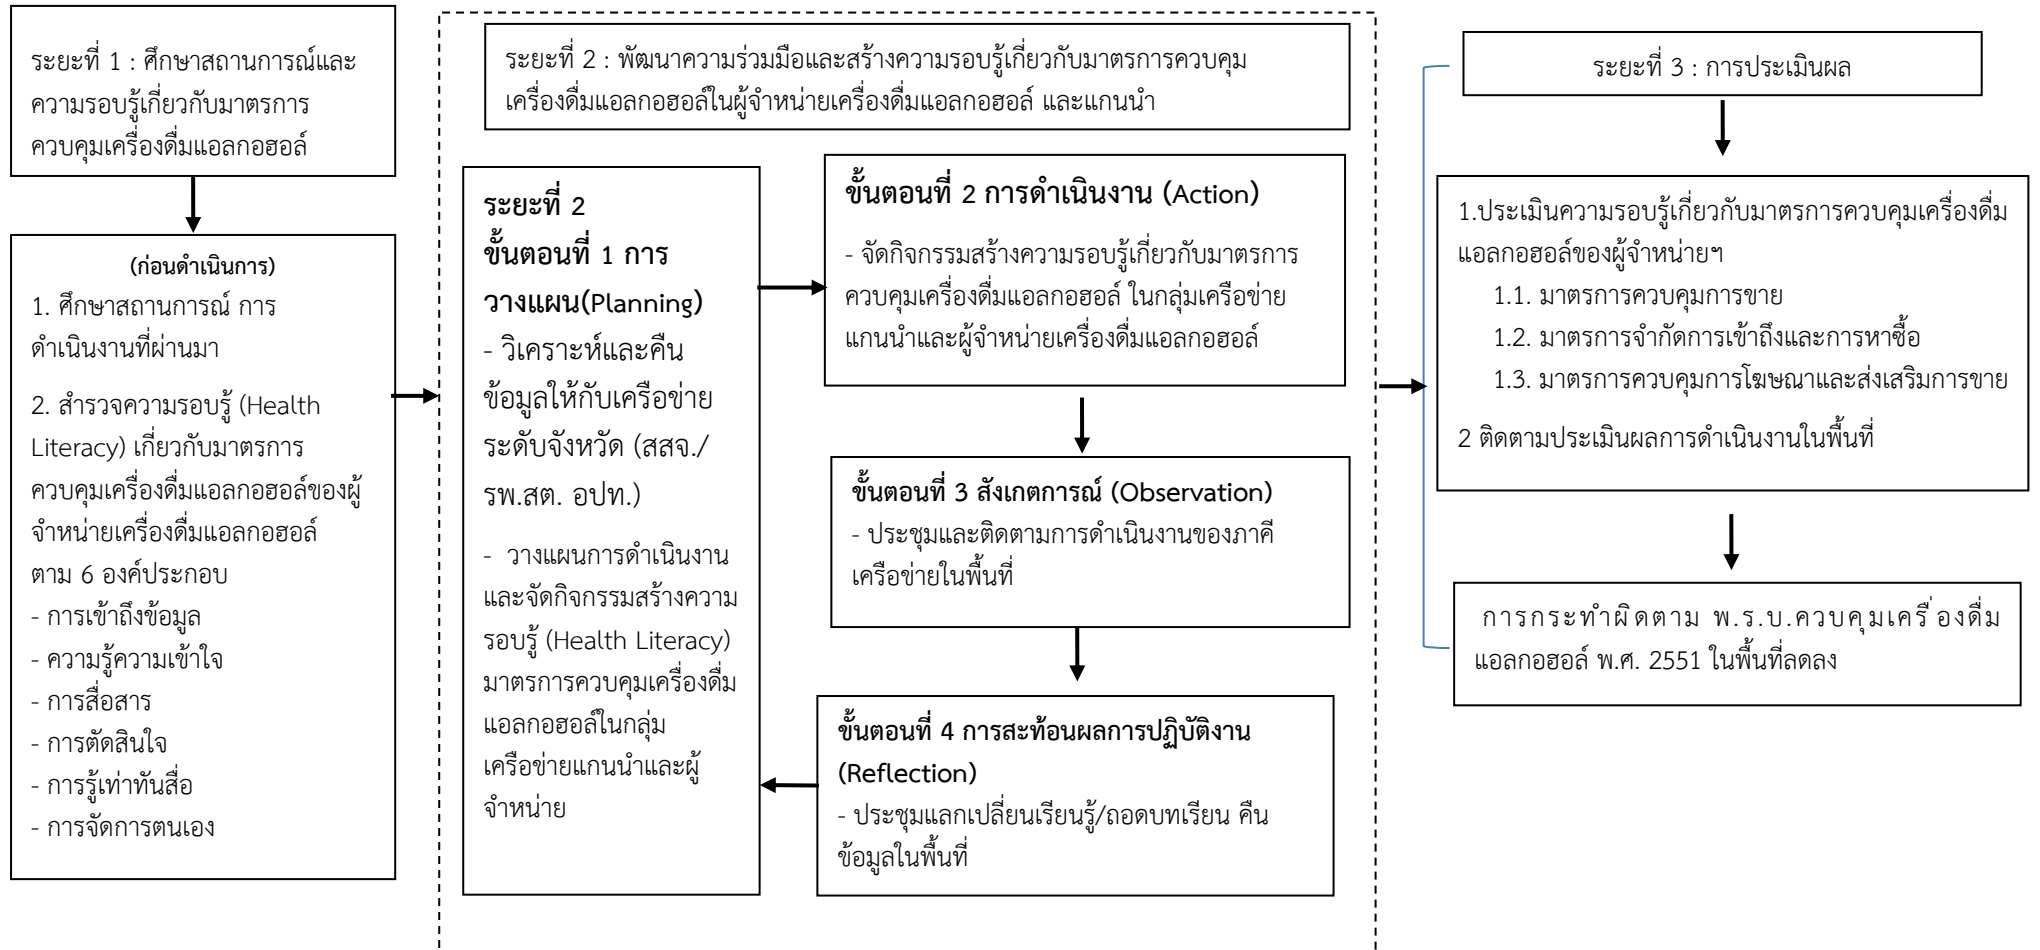 ระยะที่ 1 : ศึกษาสถานการณ์และ
ความรอบรู้เกี่ยวกับมาตรการ
ควบคุมเครื่องดื่มแอลกอฮอล์
(ก่อนดำเนินการ)
1. ศึกษาสถานการณ์ การ
ดำเนินงานที่ผ่านมา
2. สำรวจความรอบรู้ (Health
Literacy) เกี่ยวกับมาตรการ
ควบคุมเครื่องดื่มแอลกอฮอล์ของผู้
จำหน่ายเครื่องดื่มแอลกอฮอล์
ตาม 6 องค์ประกอบ
- การเข้าถึงข้อมูล
- ความรู้ความเข้าใจ
- การสื่อสาร
- การตัดสินใจ
- การรู้เท่าทันสื่อ
- การจัดการตนเอง
ระยะที่ 2 : พัฒนาความร่วมมือและสร้างความรอบรู้เกี่ยวกับมาตรการควบคุม
เครื่องดื่มแอลกอฮอล์ในผู้จำหน่ายเครื่องดื่มแอลกอฮอล์ และแกนนำ
ระยะที่ 2
ขั้นตอนที่ 1 การ
วางแผน(Planning)
- วิเคราะห์และคืน
ข้อมูลให้กับเครือข่าย
ระดับจังหวัด (สสจ./
รพ.สต. อปท.)
- วางแผนการดำเนินงาน
และจัดกิจกรรมสร้างความ
รอบรู้ (Health Literacy)
มาตรการควบคุมเครื่องดื่ม
แอลกอฮอล์ในกลุ่ม
เครือข่ายแกนนำและผู้
จำหน่าย
ขั้นตอนที่ 2 การดำเนินงาน (Action)
- จัดกิจกรรมสร้างความรอบรู้เกี่ยวกับมาตรการ
ควบคุมเครื่องดื่มแอลกอฮอล์ ในกลุ่มเครือข่าย
แกนนำและผู้จำหน่ายเครื่องดื่มแอลกอฮอล์
ขั้นตอนที่ 3 สังเกตการณ์ (Observation)
- ประชุมและติดตามการดำเนินงานของภาคี
เครือข่ายในพื้นที่
ขั้นตอนที่ 4 การสะท้อนผลการปฏิบัติงาน
(Reflection)
- ประชุมแลกเปลี่ยนเรียนรู้/ถอดบทเรียน คืน
ข้อมูลในพื้นที่
ระยะที่ 3 : การประเมินผล
1.ประเมินความรอบรู้เกี่ยวกับมาตรการควบคุมเครื่องดื่ม
แอลกอฮอล์ของผู้จำหน่ายฯ
1.1. มาตรการควบคุมการขาย
1.2. มาตรการจำกัดการเข้าถึงและการหาซื้อ
1.3. มาตรการควบคุมการโฆษณาและส่งเสริมการขาย
2 ติดตามประเมินผลการดำเนินงานในพื้นที่
การกระทำผิดตาม พ.ร.บ.ควบคุมเครื่องดื่ม
แอลกอฮอล์ พ.ศ. 2551 ในพื้นที่ลดลง